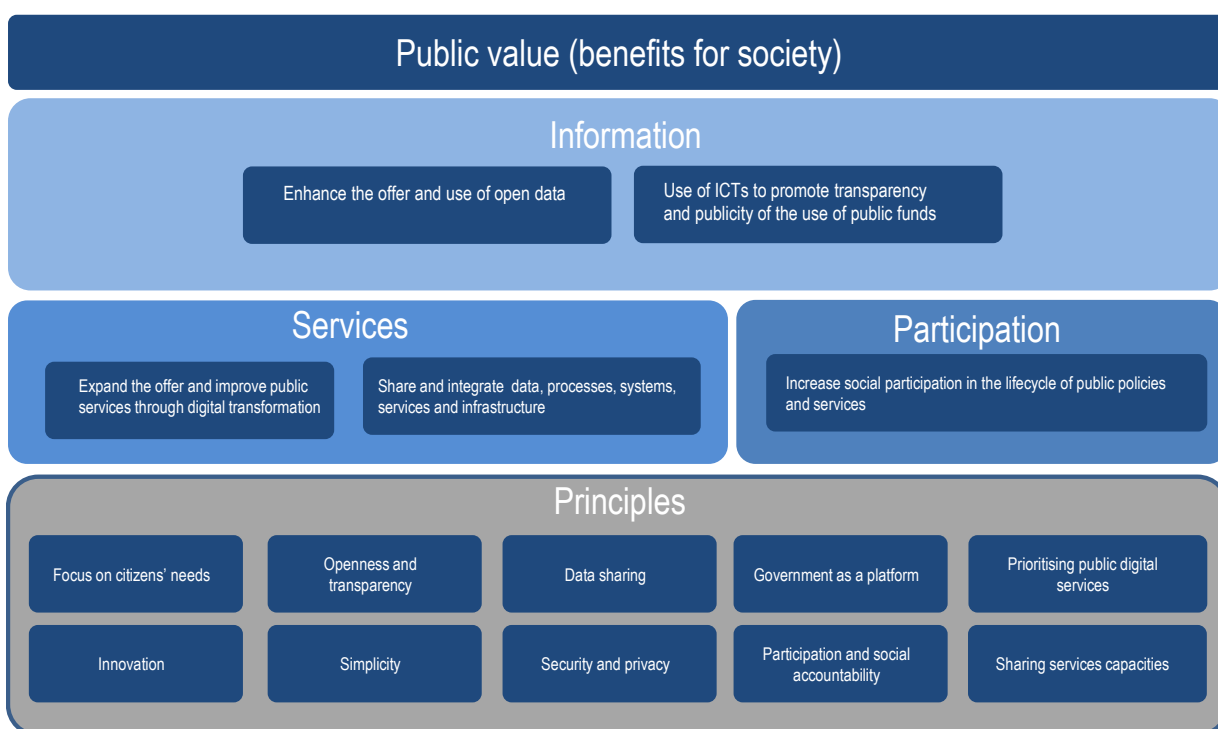 Public value (benefits for society)
Information
Enhance the offer and use of open data
Use of ICTs to promote transparency
and publicity of the use of public funds
Services
Expand the offer and improve public
services through digital transformation
Share and integrate  data, processes, systems,
services and infrastructure
Participation
Increase social participation in the lifecycle of public policies
and services
Principles
Focus on citizens’ needs
Openness and
transparency
Data sharing
Government as a platform
Prioritising public digital
services
Innovation
Simplicity
Security and privacy
Participation and social
accountability
Sharing services capacities